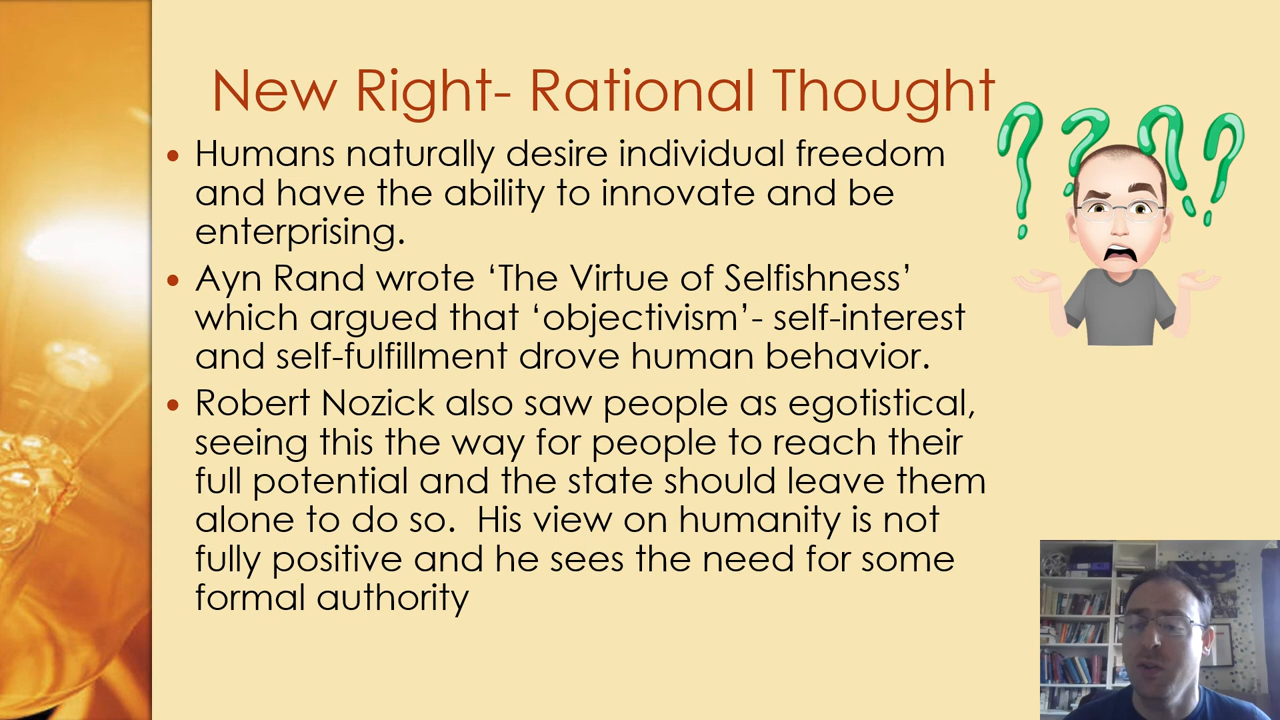 New Right- Rational Thought
• Humans naturally desire individual freedom
and have the ability to innovate and be
enterprising.
• Ayn Rand wrote ‘The Virtue of Selfishness’
which argued that ‘objectivism’- self-interest
and self-fulfillment drove human behavior.
• Robert Nozick also saw people as egotistical,
seeing this the way for people to reach their
full potential and the state should leave them
alone to do so.  His view on humanity is not
fully positive and he sees the need for some
formal authority
????